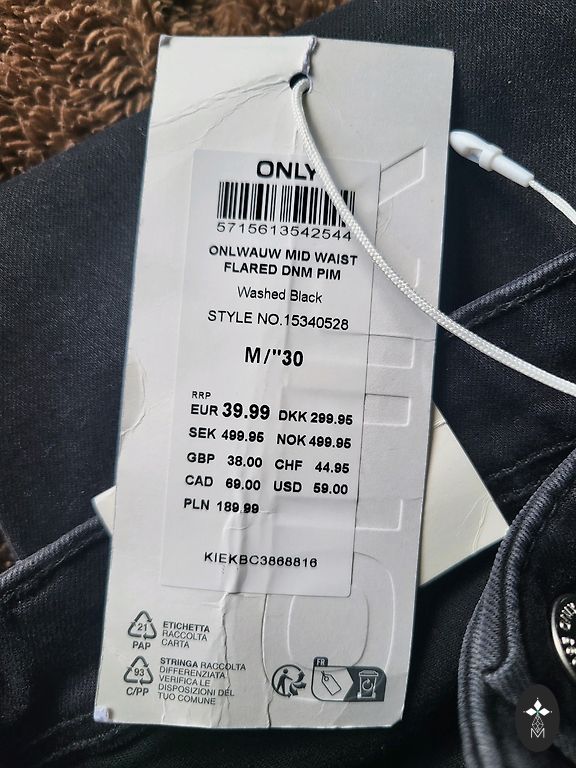 ONLY
5715613542544
ONLWAUW MID WAIST
FLARED DNM PIM
Washed Black
STYLE NO.15340528
M/"30
RRP
EUR 39.99 DKK 299.95
SEK 499.95 NOK 499.95
GBP 38.00 CHF 44.95
CAD 69.00 USD 59.00
PLN 189.99
KIEKBC3868816
21
PAP
ETICHETTA
RACCOLTA
CARTA
93
C/PP
STRINGA RACCOLTA
DIFFERENZIATA
VERIFICA LE
DISPOSIZIONI DEL
TUO COMUNE
FR
M